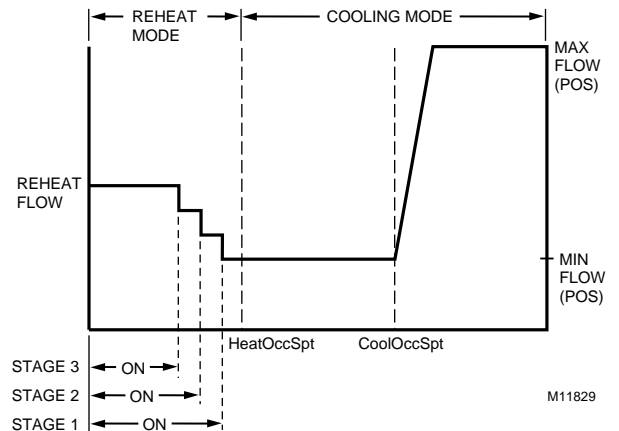 REHEAT
MODE
COOLING MODE
MAX
FLOW
(POS)
REHEAT
FLOW
MIN
FLOW
(POS)
HeatOccSpt
CoolOccSpt
STAGE 3
ON
STAGE 2
ON
M11829
STAGE 1
ON